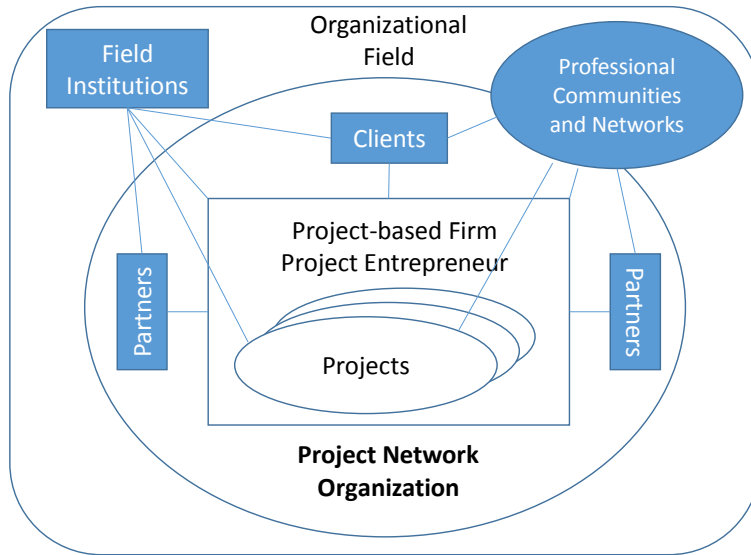 Organizational
Field
Field
Institutions
Professional
Communities
and Networks
Clients
Project-based Firm
Project Entrepreneur
Partners
Partners
Projects
Project Network
Organization